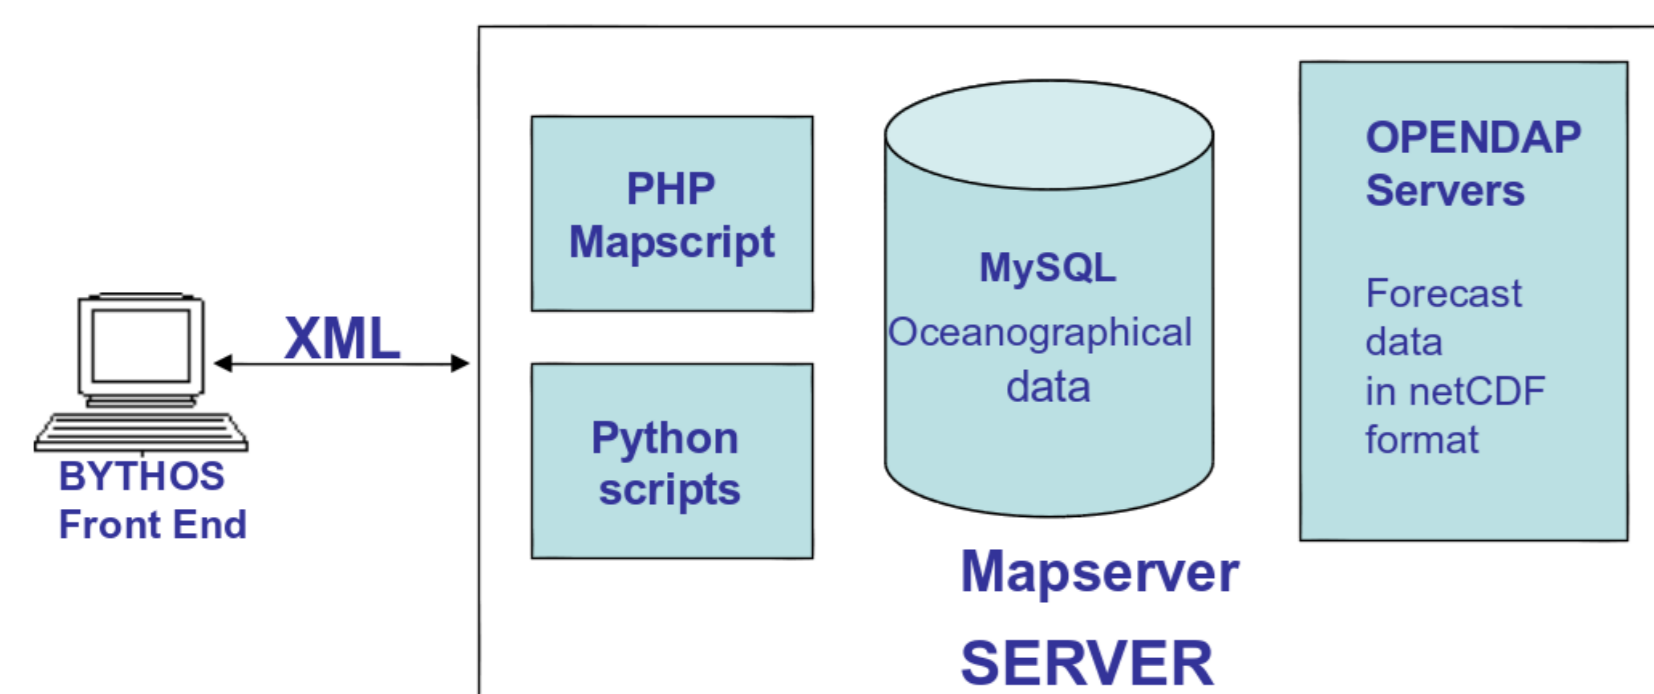 BYTHOS
Front End
XML
PHP
Mapscript
Python
scripts
MySQL
Oceanographical
data
OPENDAP
Servers
Forecast
data
in netCDF
format
Mapserver
SERVER